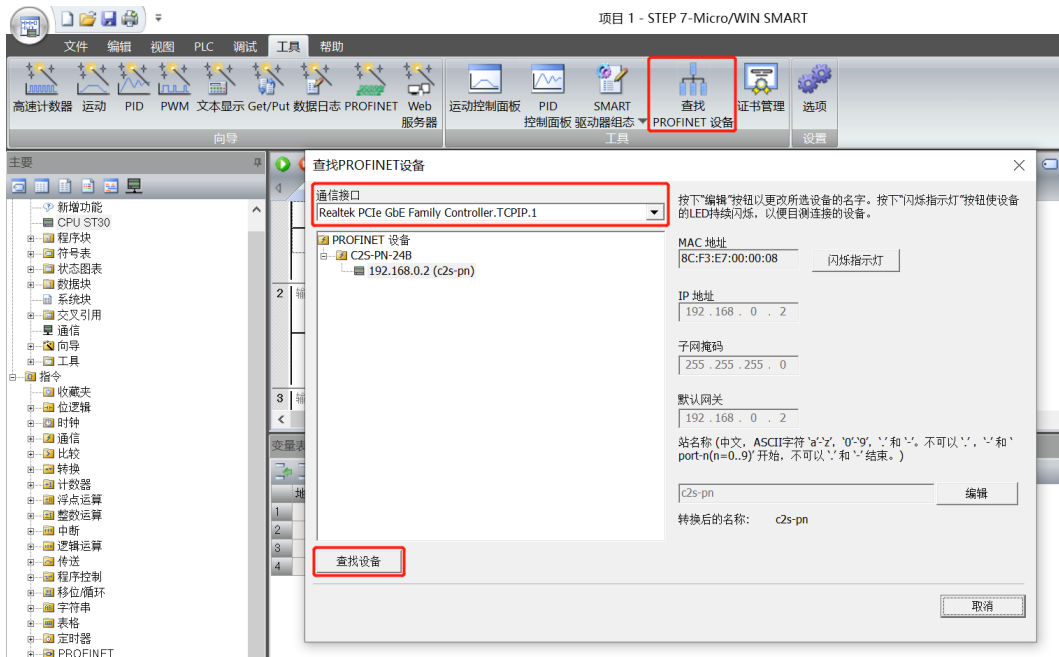 项目 1 - STEP 7-Micro/WIN SMART
文件 编辑 视图 PLC 调试 工具 帮助
高速计数器 运动 PID PWM 文本显示 Get/Put 数据日志 PROFINET Web 服务器 运动控制面板 PID 控制面板 SMART 驱动器组态 查找 PROFINET 设备 证书管理 选项
向导 工具 设置
主要
新增功能
CPU ST30
程序块
符号表
状态图表
数据块
系统块
交叉引用
通信
向导
工具
指令
收藏夹
位逻辑
时钟
通信
比较
转换
计数器
浮点运算
整数运算
中断
逻辑运算
传送
程序控制
移位/循环
字符串
表格
定时器
PROFINET
2 输
3 输
变量表
地
1
2
3
4
查找PROFINET设备
通信接口
Realtek PCIe GbE Family Controller.TCPIP.1
PROFINET 设备
C2S-PN-24B
192.168.0.2 (c2s-pn)
查找设备
按下“编辑”按钮以更改所选设备的名字。按下“闪烁指示灯”按钮使设备
的LED持续闪烁，以便目测连接的设备。
MAC 地址
8C:F3:E7:00:00:08 闪烁指示灯
IP 地址
192 . 168 . 0 . 2
子网掩码
255 . 255 . 255 . 0
默认网关
192 . 168 . 0 . 2
站名称 (中文，ASCII字符 'a'-'z'，'0'-'9'，'.' 和 '-'。不可以 '.'，'-' 和 '
port-n(n=0..9)' 开始，不可以 '.' 和 '-' 结束。)
c2s-pn 编辑
转换后的名称: c2s-pn
取消